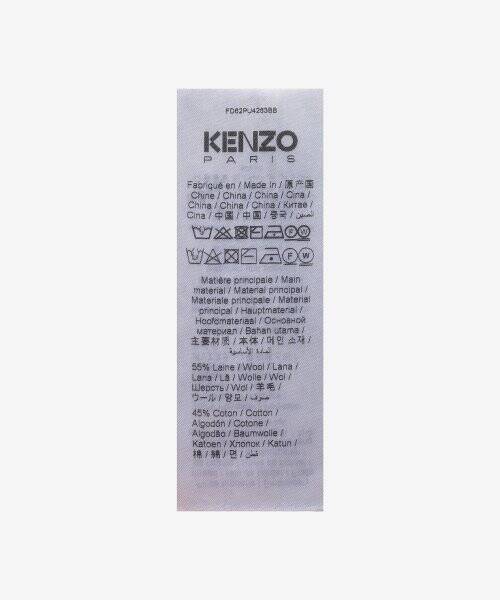 FD62PU4263BB
KENZO
PARIS
Fabriqué en / Made In / 原产国
Chine / China / China / Cina /
China / China / China / Китае /
Cina / 中国 / 中国 / 중국 / الصين
Matière principale / Main
material / Material principal /
Materiale principale / Material
principal / Hauptmaterial /
Hoofdmateriaal / Основной
материал / Bahan utama /
主要材质 / 本体 / 메인 소재 /
المادة الأساسية
55% Laine / Wool / Lana /
Lana / Lã / Wolle / Wol /
Шерсть / Wol / 羊毛 /
ウール / 양모 / صوف
45% Coton / Cotton /
Algodón / Cotone /
Algodão / Baumwolle /
Katoen / Хлопок / Katun /
棉 / 綿 / 면 / قطن